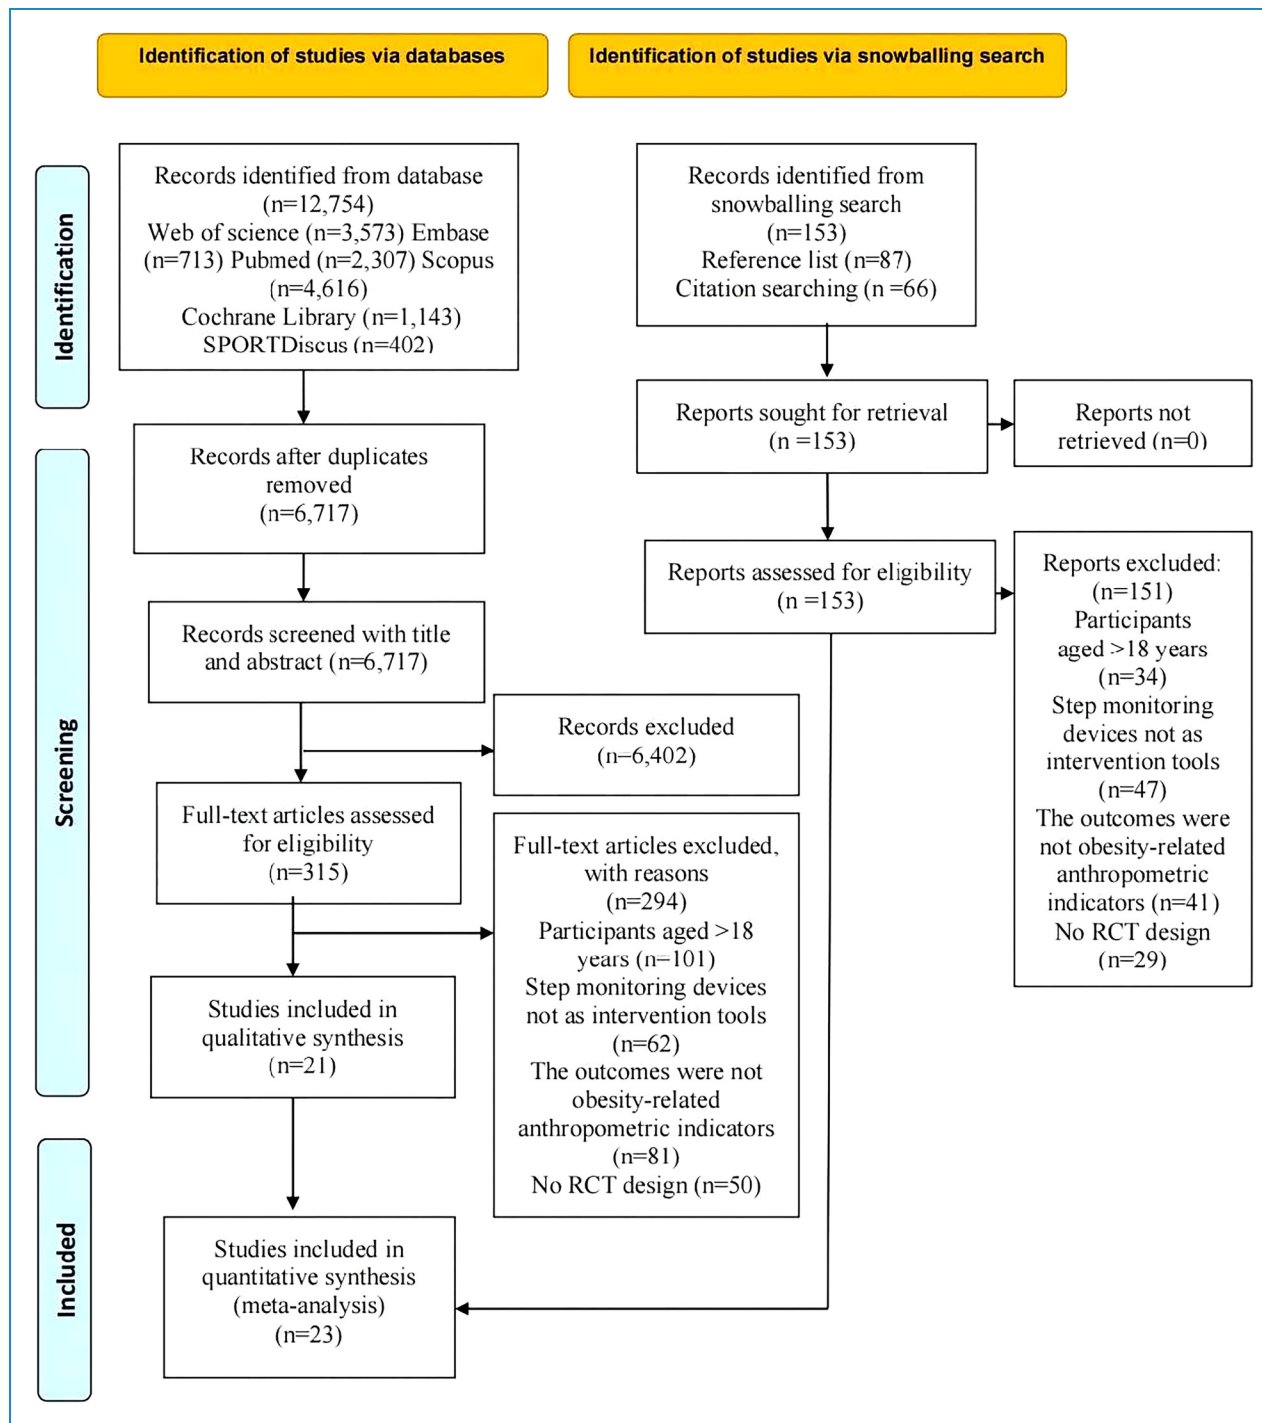 Identification of studies via databases
Identification of studies via snowballing search
Identification
Records identified from database
(n=12,754)
Web of science (n=3,573) Embase
(n=713) Pubmed (n=2,307) Scopus
(n=4,616)
Cochrane Library (n=1,143)
SPORTDiscus (n=402)
Records identified from
snowballing search
(n=153)
Reference list (n=87)
Citation searching (n =66)
Reports sought for retrieval
(n =153)
Reports not
retrieved (n=0)
Screening
Records after duplicates
removed
(n=6,717)
Records screened with title
and abstract (n=6,717)
Records excluded
(n=6,402)
Full-text articles assessed
for eligibility
(n=315)
Full-text articles excluded,
with reasons
(n=294)
Participants aged >18
years (n=101)
Step monitoring devices
not as intervention tools
(n=62)
The outcomes were not
obesity-related
anthropometric indicators
(n=81)
No RCT design (n=50)
Studies included in
qualitative synthesis
(n=21)
Reports assessed for eligibility
(n =153)
Reports excluded:
(n=151)
Participants
aged >18 years
(n=34)
Step monitoring
devices not as
intervention tools
(n=47)
The outcomes were
not obesity-related
anthropometric
indicators (n=41)
No RCT design
(n=29)
Included
Studies included in
quantitative synthesis
(meta-analysis)
(n=23)